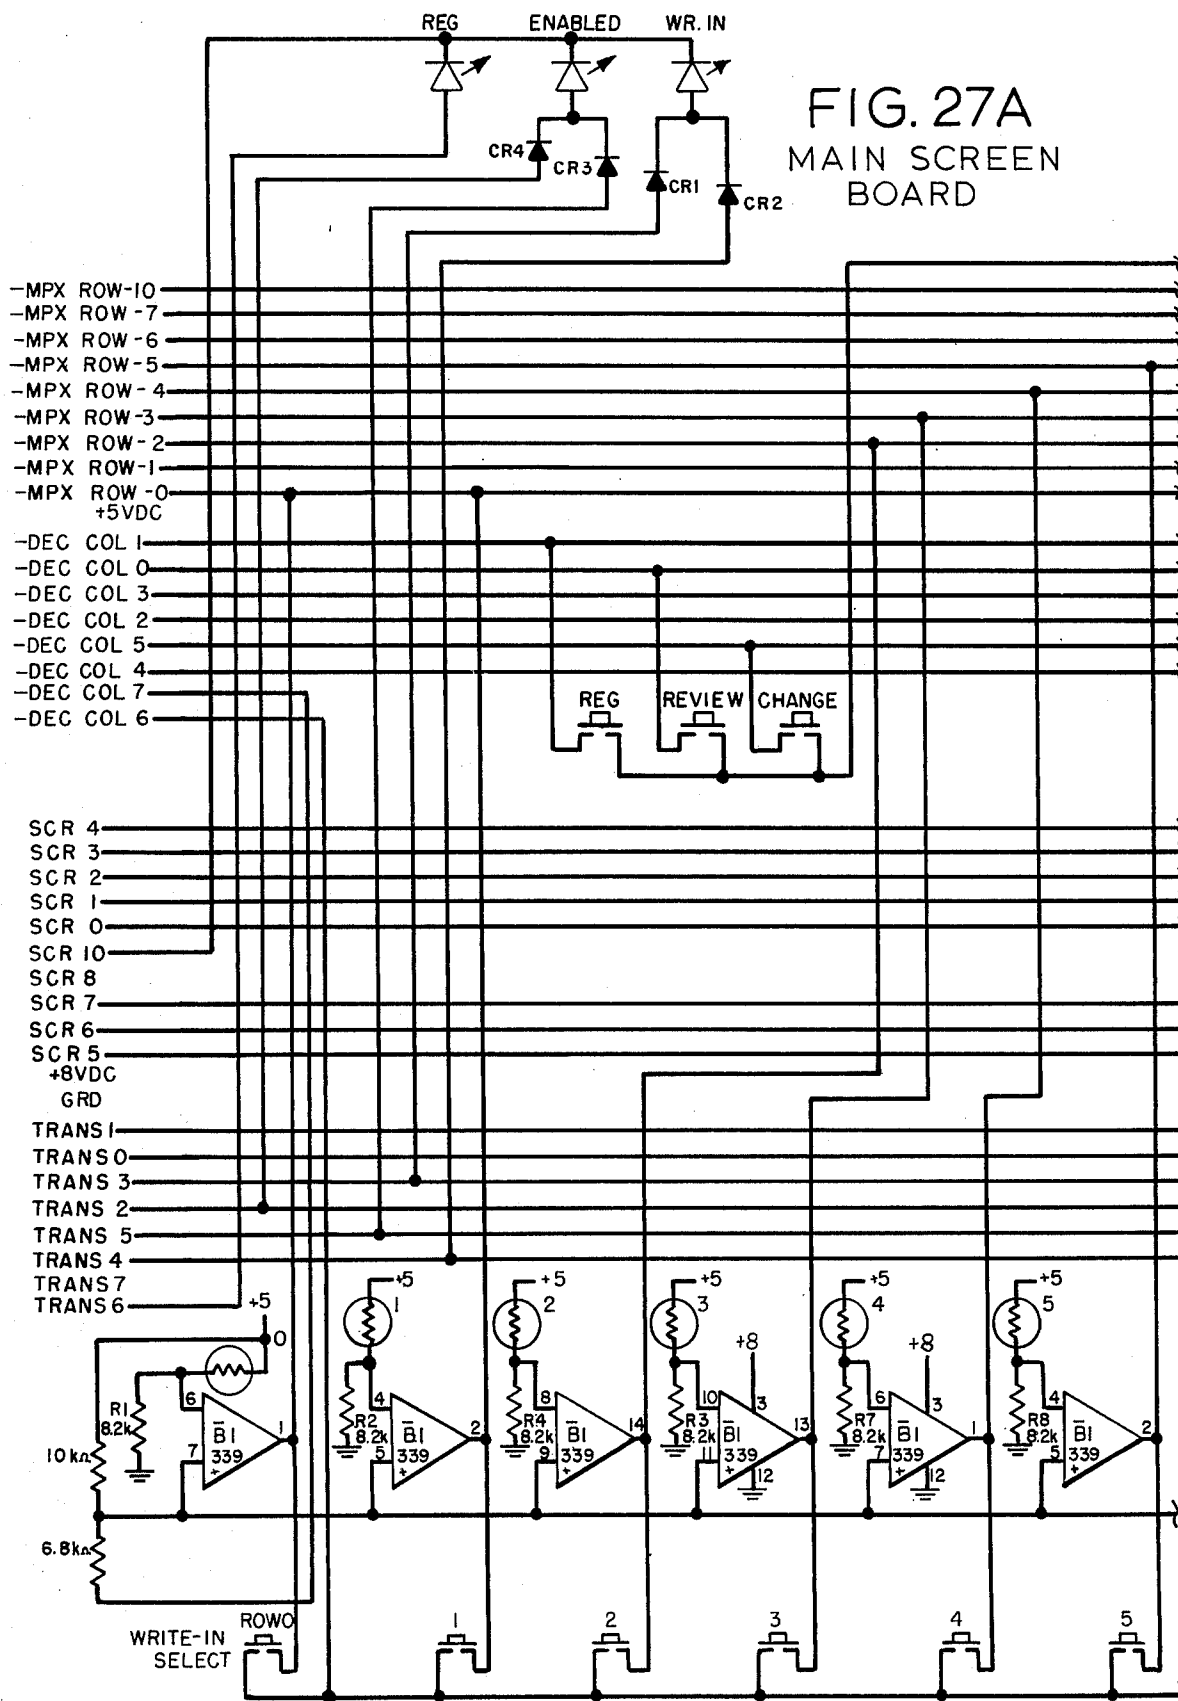 REG ENABLED WR. IN
FIG. 27A
MAIN SCREEN
BOARD
CR4 CR3 CR1 CR2
-MPX ROW-10
-MPX ROW -7
-MPX ROW -6
-MPX ROW -5
-MPX ROW - 4
-MPX ROW-3
-MPX ROW-2
-MPX ROW-1
-MPX ROW -0
+5VDC
-DEC COL 1
-DEC COL 0
-DEC COL 3
-DEC COL 2
-DEC COL 5
-DEC COL 4
-DEC COL 7
-DEC COL 6
REG REVIEW CHANGE
SCR 4
SCR 3
SCR 2
SCR 1
SCR 0
SCR 10
SCR 8
SCR 7
SCR 6
SCR 5
+8VDC
GRD
TRANS 1
TRANS 0
TRANS 3
TRANS 2
TRANS 5
TRANS 4
TRANS 7
TRANS 6
+5 +5 +5 +5 +5 +5
0 1 2 3 4 5
+8 +8
R1 8.2k 6 7 B1 339 + 1
R2 8.2k 4 5 B1 339 + 2
R4 8.2k 8 9 B1 339 + 14
R3 8.2k 10 11 B1 339 + 3 12 13
R7 8.2k 6 7 B1 339 + 3 12 1
R8 8.2k 4 5 B1 339 + 2
10kΩ
6.8kΩ
WRITE-IN
SELECT
ROW0 1 2 3 4 5